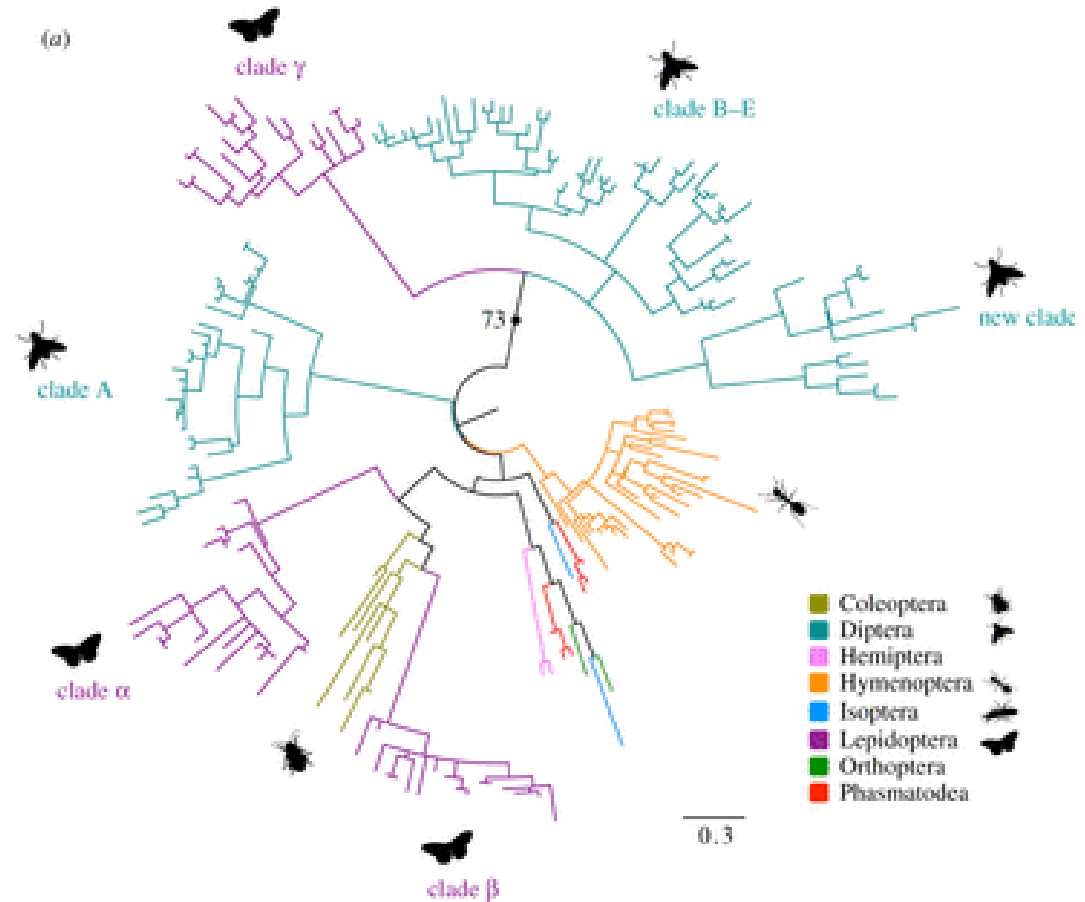 (a)
clade γ
clade B–E
new clade
73
clade A
clade α
clade β
Coleoptera
Diptera
Hemiptera
Hymenoptera
Isoptera
Lepidoptera
Orthoptera
Phasmatodea
0.3